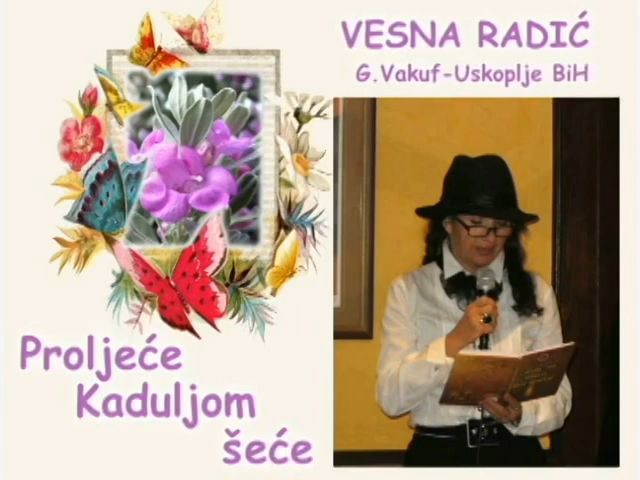 VESNA RADIĆ
G.Vakuf-Uskoplje BiH
Proljeće
Kaduljom
šeće